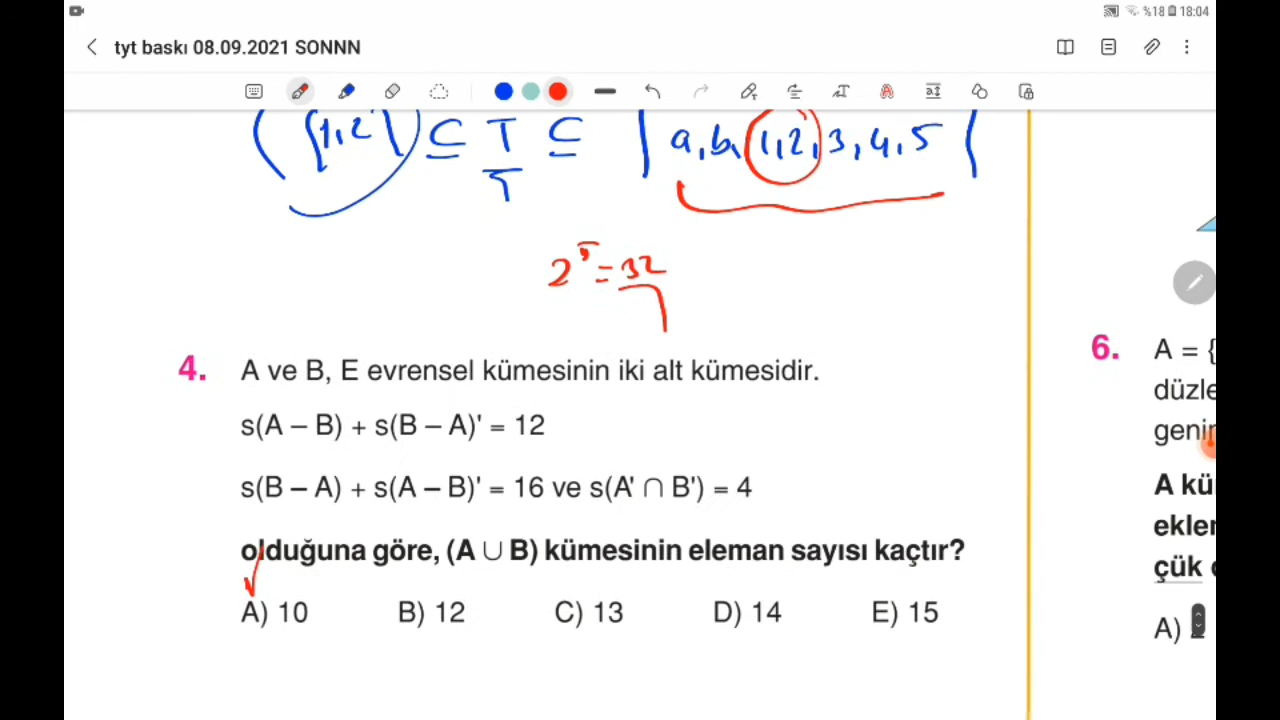 %18 18:04
tyt baskı 08.09.2021 SONNN
{1,2} ⊆ T ⊆ {a, b, 1,2, 3, 4, 5}
T
2⁵ = 32
4. A ve B, E evrensel kümesinin iki alt kümesidir.
s(A – B) + s(B – A)' = 12
s(B – A) + s(A – B)' = 16 ve s(A' ∩ B') = 4
olduğuna göre, (A ∪ B) kümesinin eleman sayısı kaçtır?
A) 10 B) 12 C) 13 D) 14 E) 15
6. A = {
düzle
genin
A kü
ekler
çük
A)